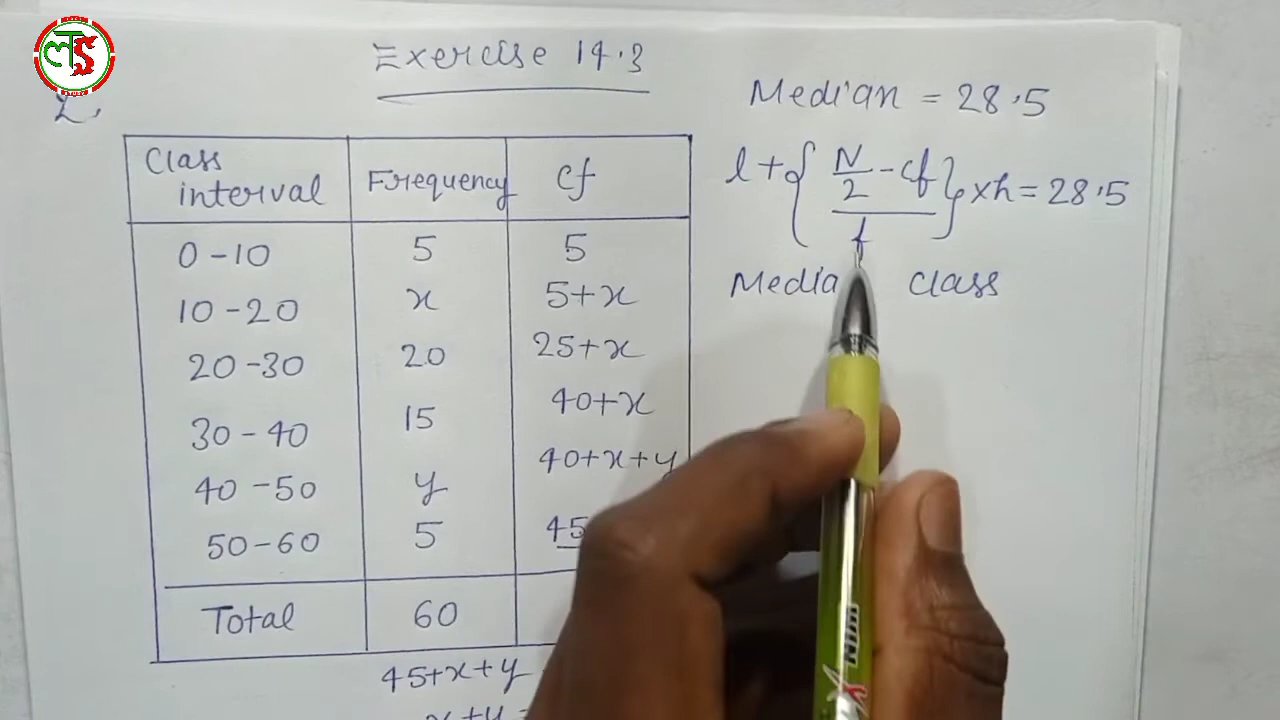 Exercise 14.3
2.
Class interval Frequency cf
0-10 5 5
10-20 x 5+x
20-30 20 25+x
30-40 15 40+x
40-50 y 40+x+y
50-60 5 45
Total 60
45+x+y
x+y =
Median = 28.5
l + { N/2 - cf / f } x h = 28.5
Media Class